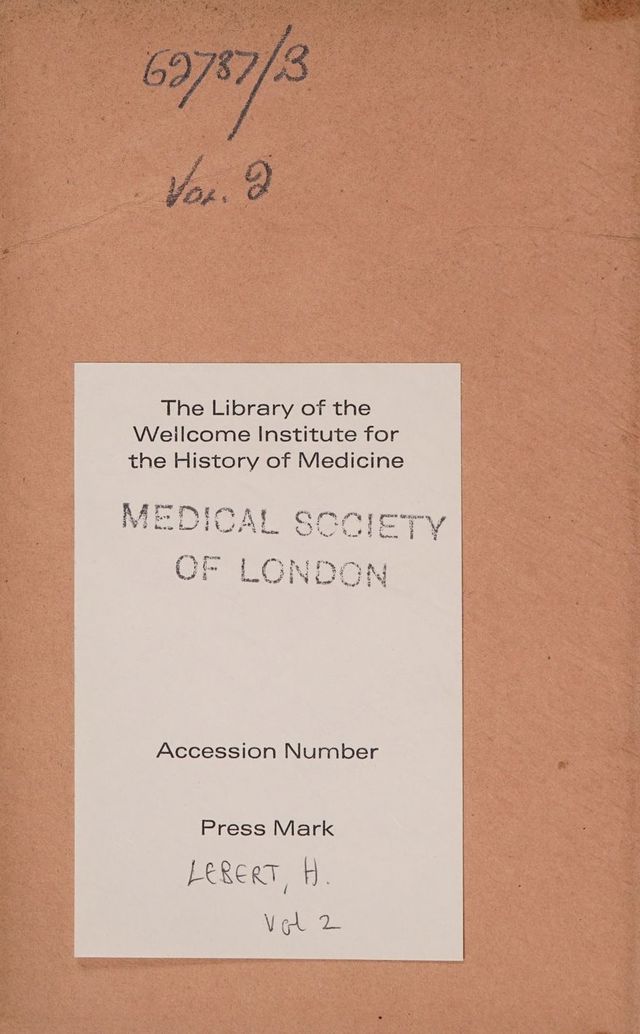 62787/B
Vol. 2
The Library of the
Wellcome Institute for
the History of Medicine
MEDICAL SOCIETY
OF LONDON
Accession Number
Press Mark
LEBERT, H.
Vol 2